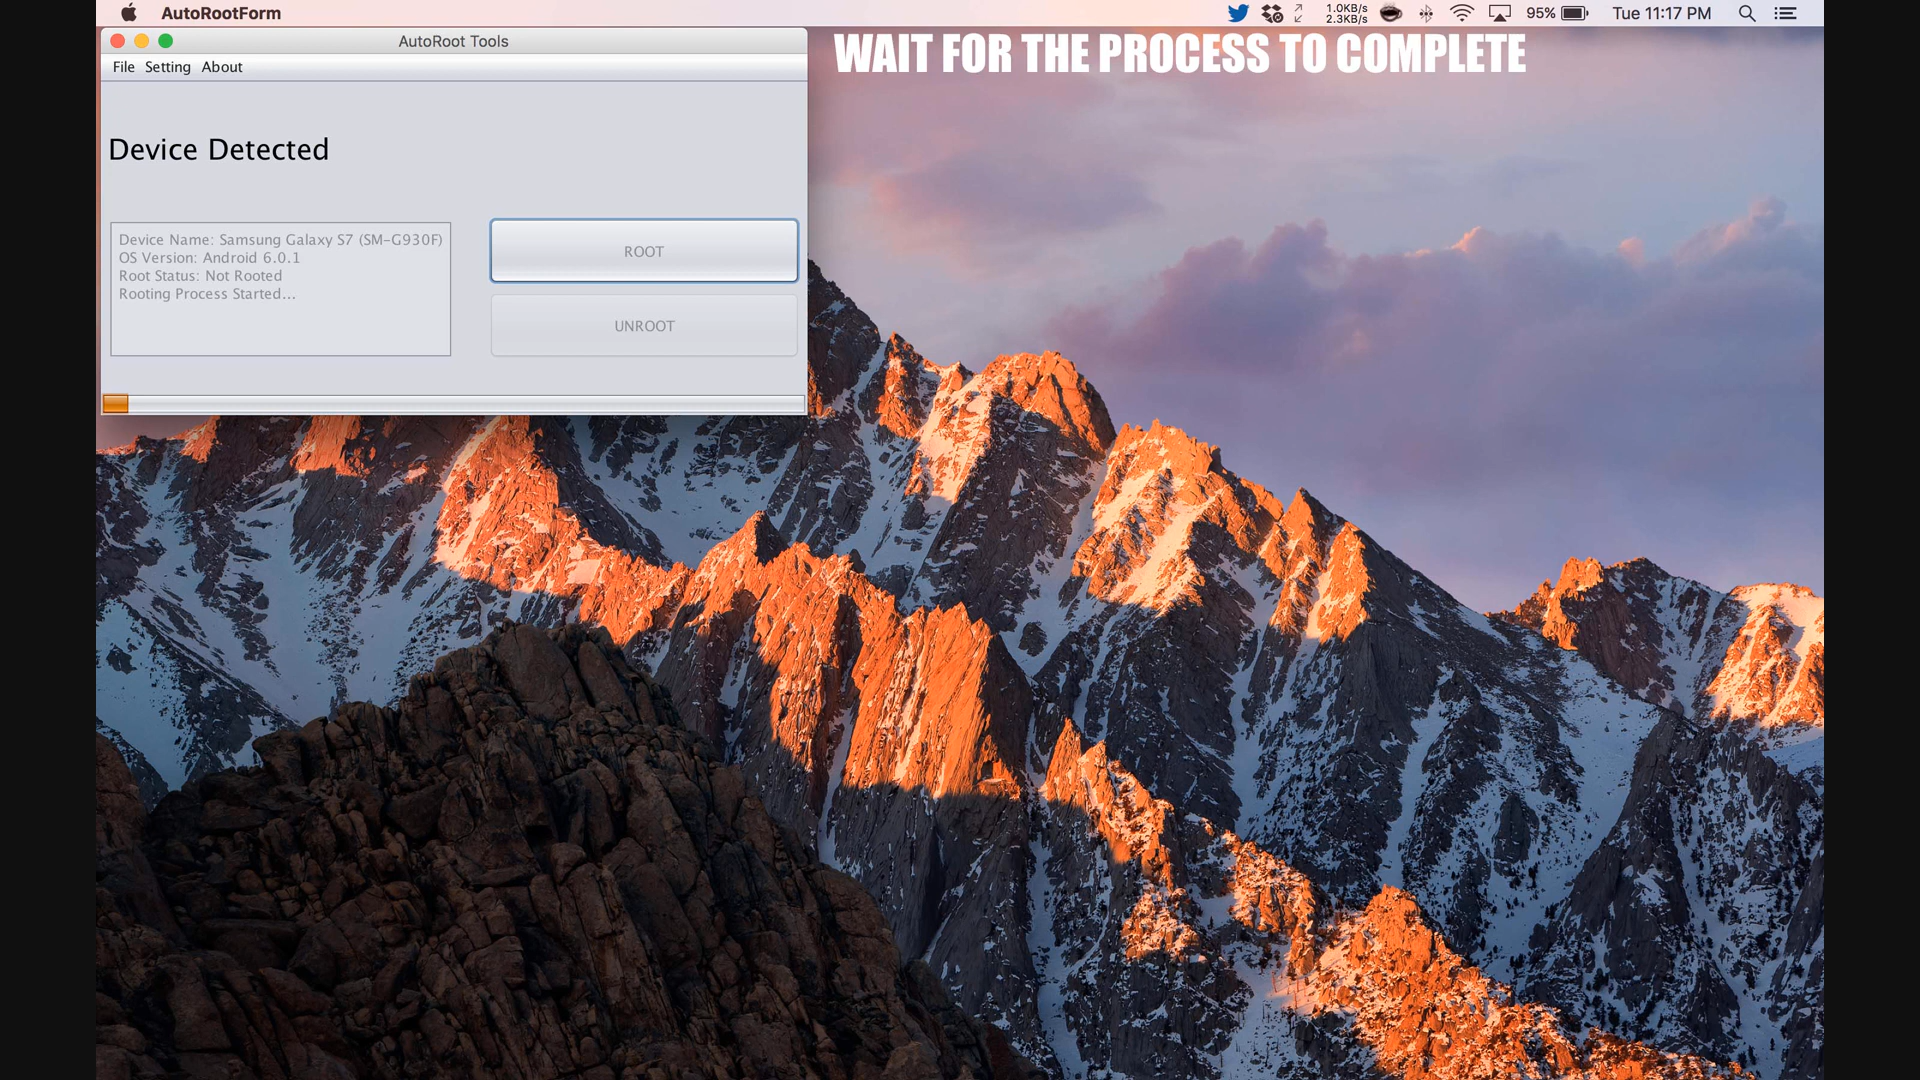 AutoRootForm
1.0KB/s
2.3KB/s
95%
Tue 11:17 PM
AutoRoot Tools
WAIT FOR THE PROCESS TO COMPLETE
File Setting About
Device Detected
Device Name: Samsung Galaxy S7 (SM-G930F)
OS Version: Android 6.0.1
Root Status: Not Rooted
Rooting Process Started...
ROOT
UNROOT